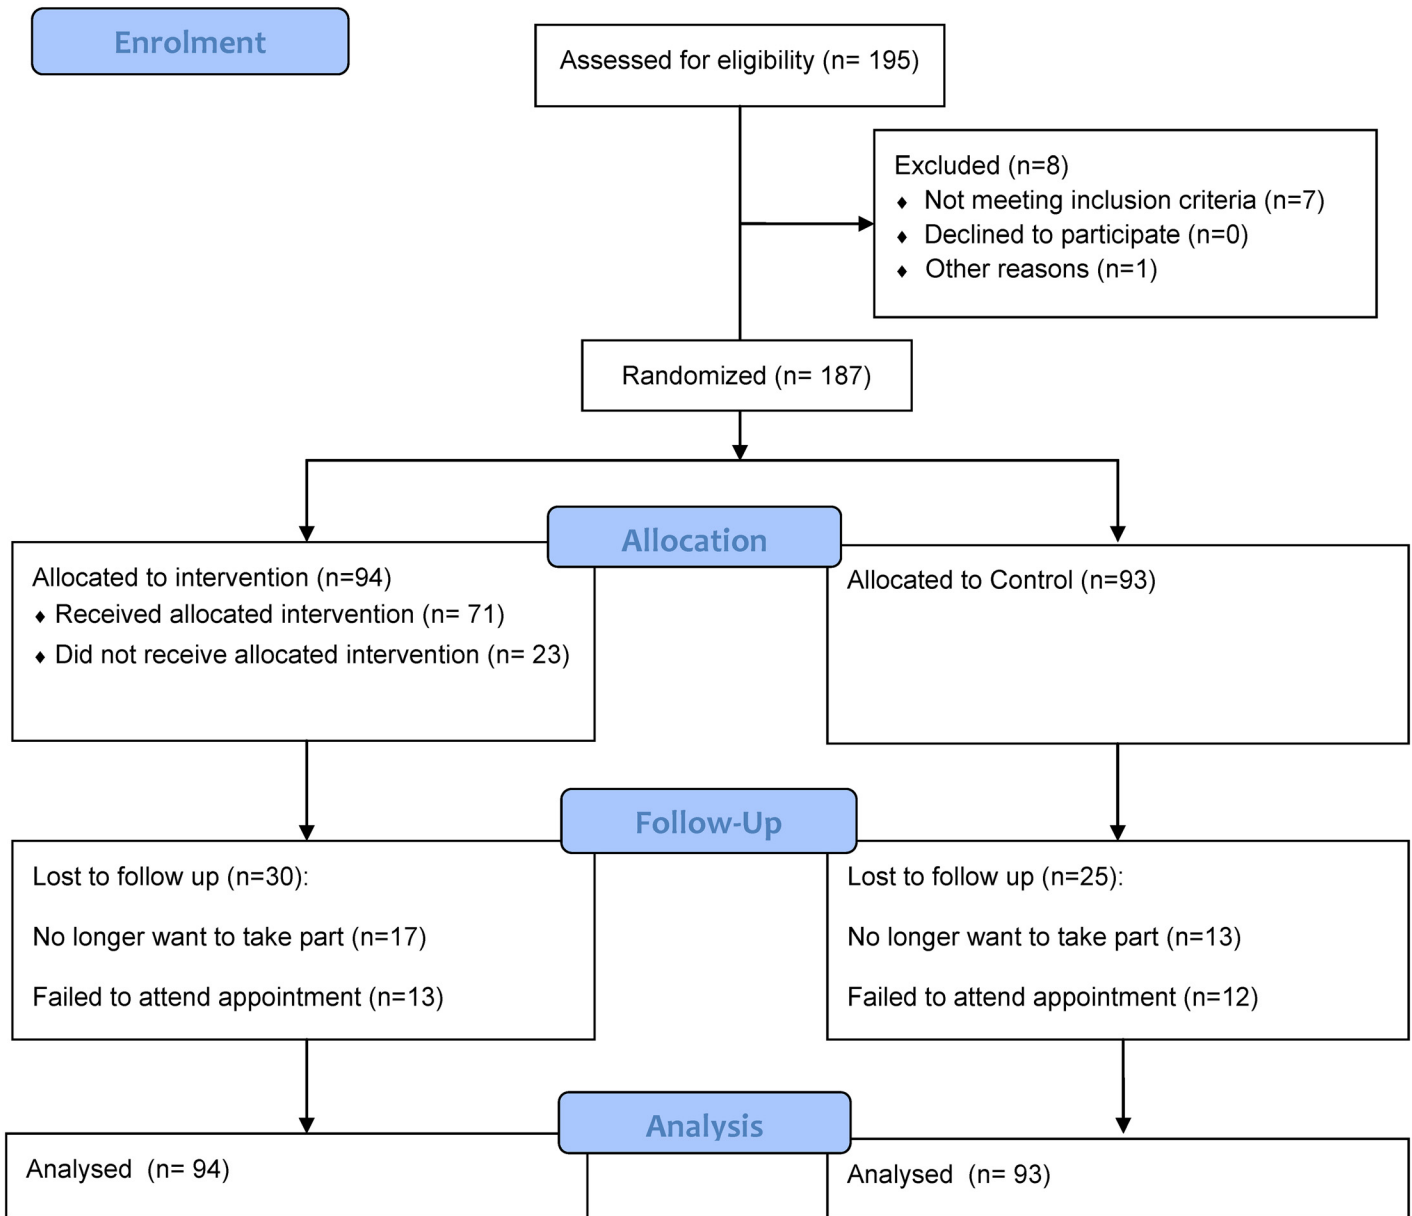 Enrolment
Assessed for eligibility (n= 195)
Excluded (n=8)
♦ Not meeting inclusion criteria (n=7)
♦ Declined to participate (n=0)
♦ Other reasons (n=1)
Randomized (n= 187)
Allocation
Allocated to intervention (n=94)
♦ Received allocated intervention (n= 71)
♦ Did not receive allocated intervention (n= 23)
Allocated to Control (n=93)
Follow-Up
Lost to follow up (n=30):
No longer want to take part (n=17)
Failed to attend appointment (n=13)
Lost to follow up (n=25):
No longer want to take part (n=13)
Failed to attend appointment (n=12)
Analysis
Analysed (n= 94)
Analysed (n= 93)